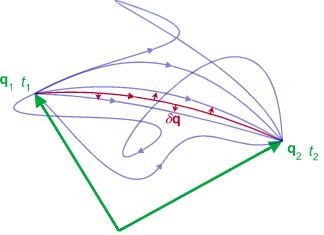 q₁ t₁
δq
q₂ t₂